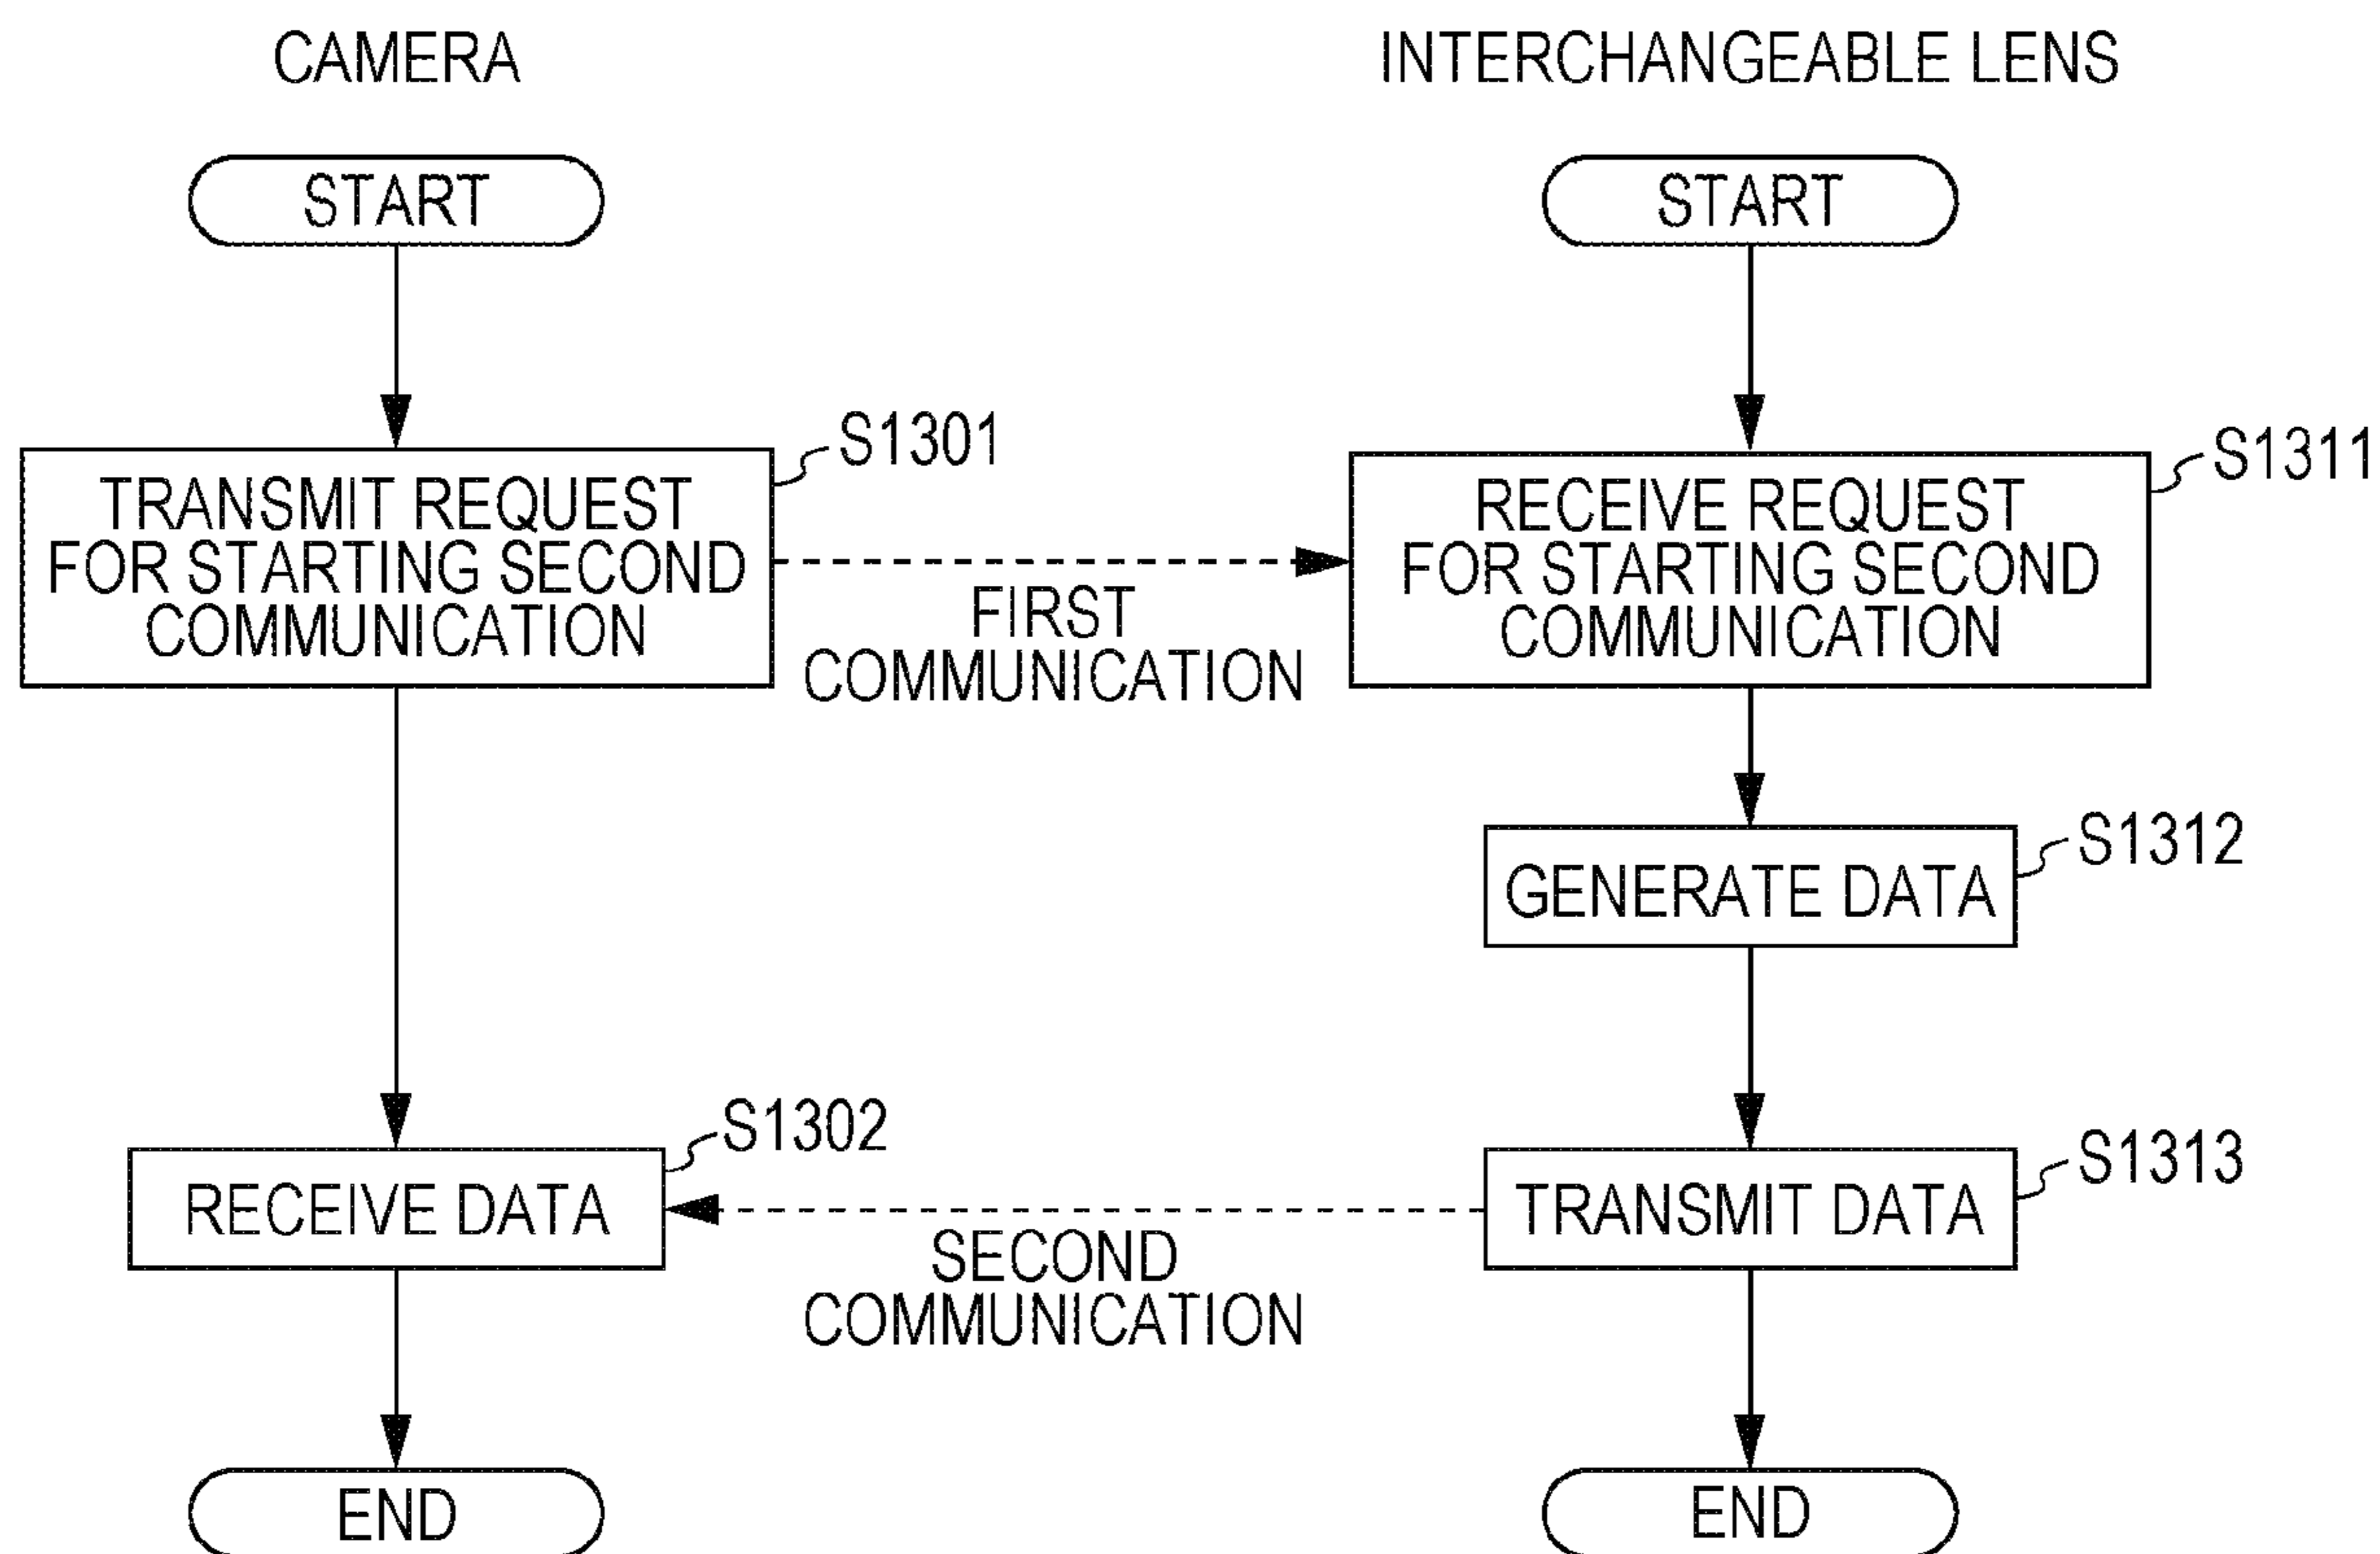 CAMERA
INTERCHANGEABLE LENS
START
START
S1301
TRANSMIT REQUEST
FOR STARTING SECOND
COMMUNICATION
FIRST
COMMUNICATION
S1311
RECEIVE REQUEST
FOR STARTING SECOND
COMMUNICATION
S1312
GENERATE DATA
S1302
RECEIVE DATA
SECOND
COMMUNICATION
S1313
TRANSMIT DATA
END
END